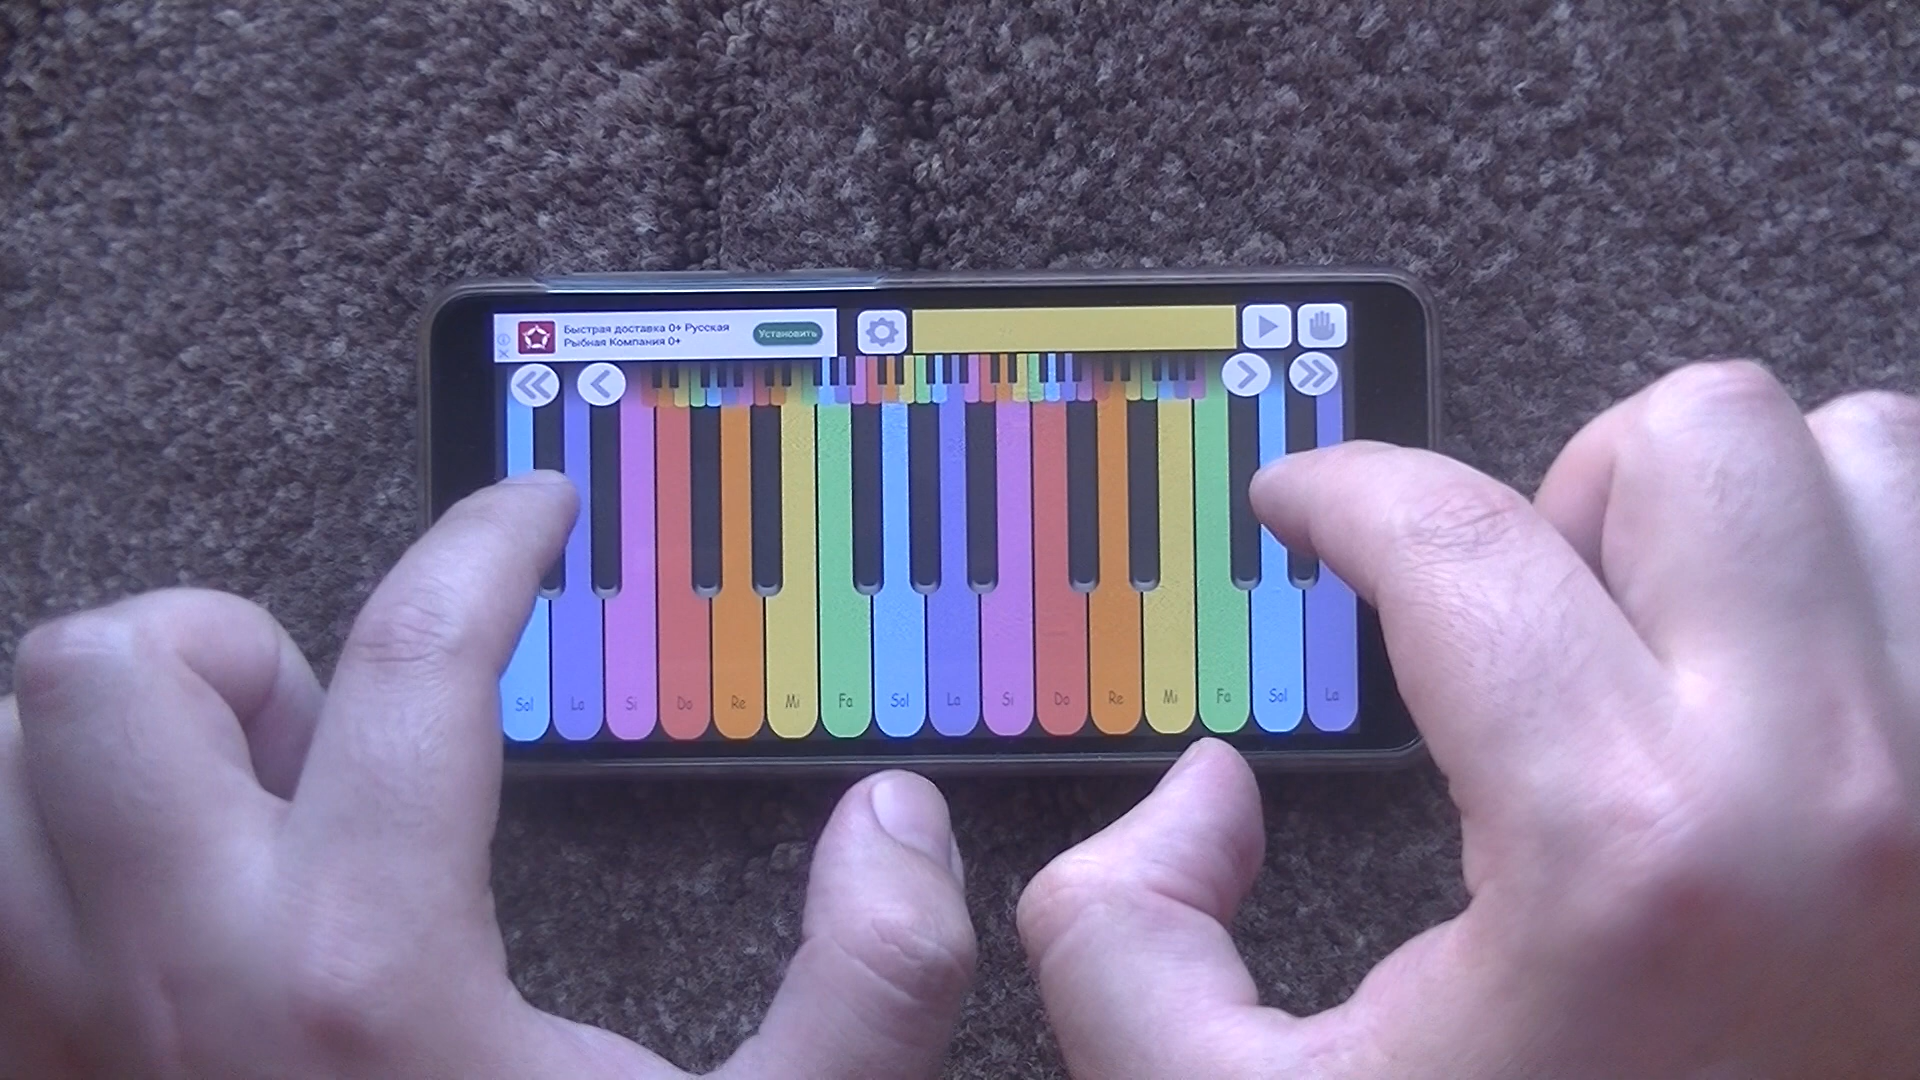 Быстрая доставка 0+ Русская
Рыбная Компания 0+
Установить
Sol La Si Do Re Mi Fa Sol La Si Do Re Mi Fa Sol La